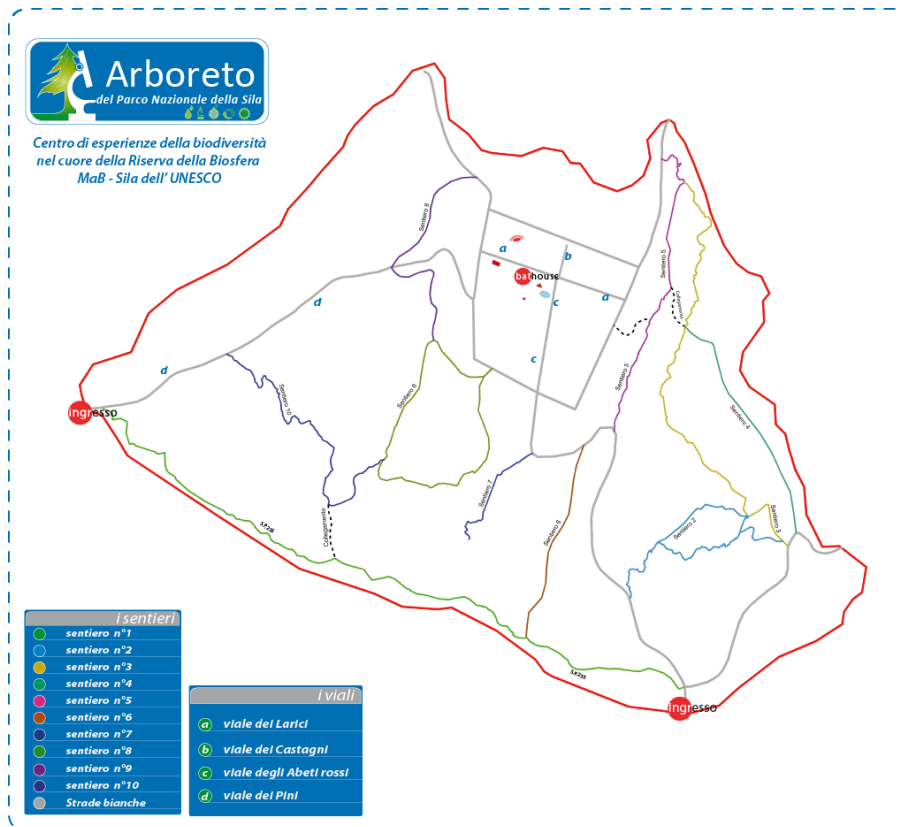 Arboreto
del Parco Nazionale della Sila
Centro di esperienze della biodiversità
nel cuore della Riserva della Biosfera
MaB - Sila dell' UNESCO
Sentiero
a
b
bathouse
c
a
d
c
d
Sentiero 5
Collegamento
Sentiero 5
Sentiero 8
Sentiero 10
Sentiero 4
ingresso
Sentiero 7
Collegamento
Sentiero 6
Sentiero 2
Sentiero 3
S.P.255
ingresso
i sentieri
sentiero n°1
sentiero n°2
sentiero n°3
sentiero n°4
sentiero n°5
sentiero n°6
sentiero n°7
sentiero n°8
sentiero n°9
sentiero n°10
Strade bianche
i viali
a viale dei Larici
b viale dei Castagni
c viale degli Abeti rossi
d viale dei Pini